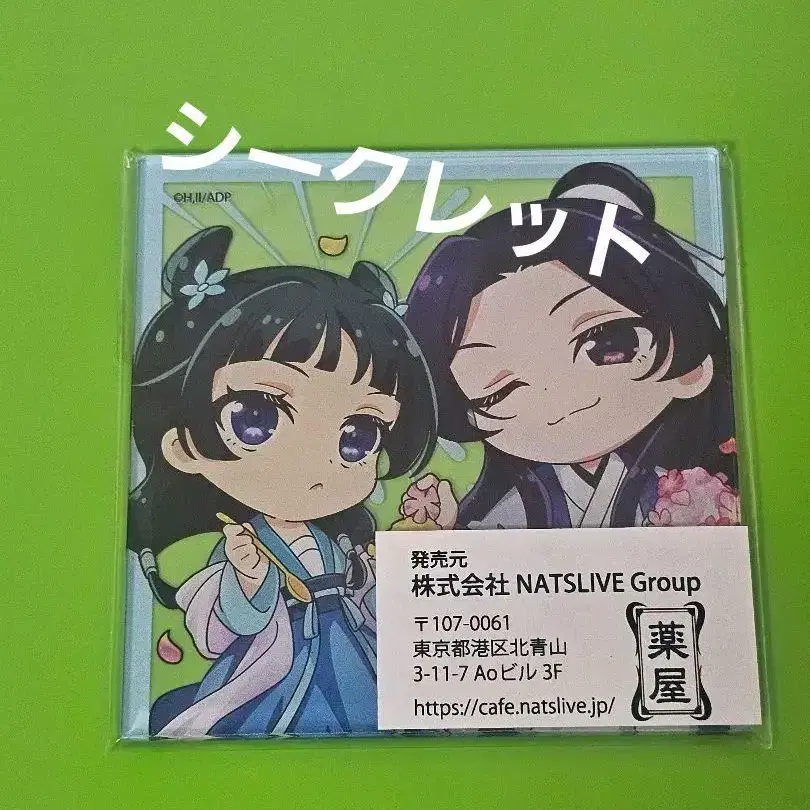 シークレット
©H,II/ADP
発売元
株式会社 NATSLIVE Group
〒107-0061
東京都港区北青山
3-11-7 Aoビル 3F
https://cafe.natslive.jp/
薬屋